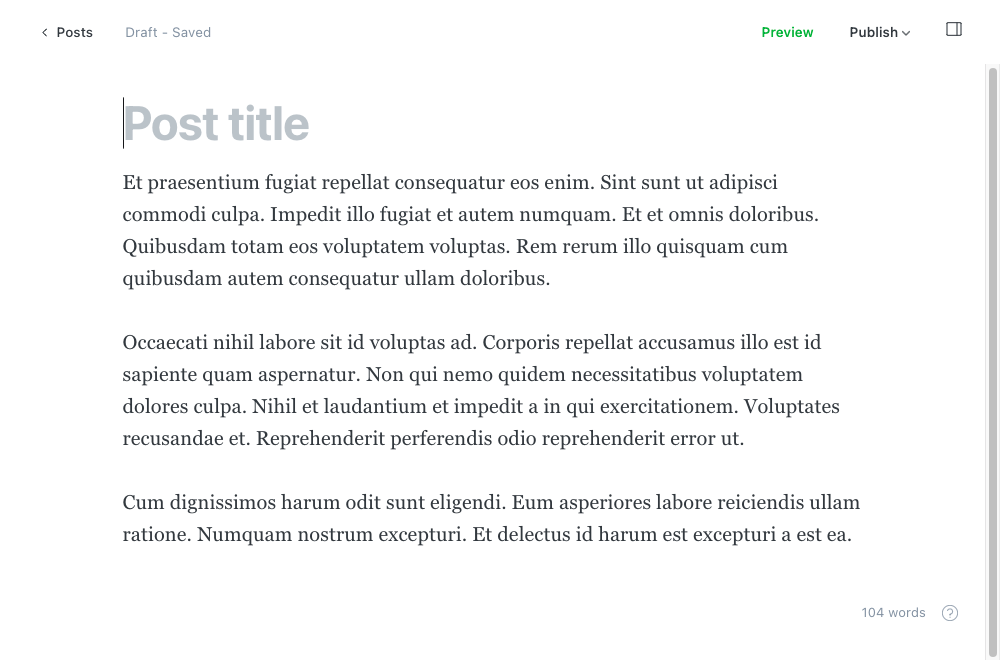 Posts
Draft - Saved
Preview
Publish
Post title
Et praesentium fugiat repellat consequatur eos enim. Sint sunt ut adipisci
commodi culpa. Impedit illo fugiat et autem numquam. Et et omnis doloribus.
Quibusdam totam eos voluptatem voluptas. Rem rerum illo quisquam cum
quibusdam autem consequatur ullam doloribus.
Occaecati nihil labore sit id voluptas ad. Corporis repellat accusamus illo est id
sapiente quam aspernatur. Non qui nemo quidem necessitatibus voluptatem
dolores culpa. Nihil et laudantium et impedit a in qui exercitationem. Voluptates
recusandae et. Reprehenderit perferendis odio reprehenderit error ut.
Cum dignissimos harum odit sunt eligendi. Eum asperiores labore reiciendis ullam
ratione. Numquam nostrum excepturi. Et delectus id harum est excepturi a est ea.
104 words
?